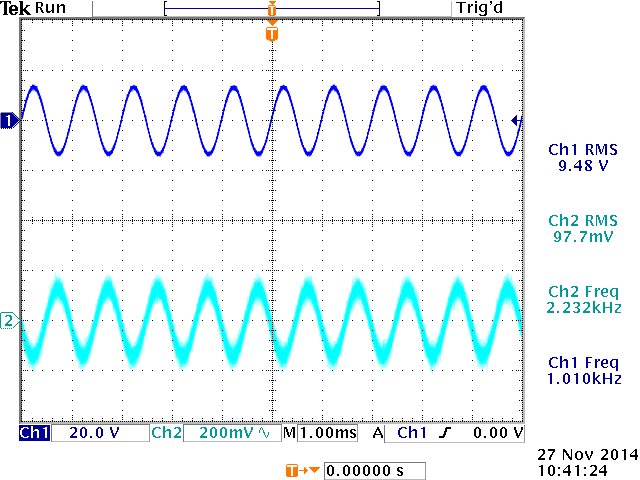 Tek Run Trig'd
T
T
1
Ch1 RMS
9.48 V
Ch2 RMS
97.7mV
Ch2 Freq
2.232kHz
2
Ch1 Freq
1.010kHz
Ch1 20.0 V Ch2 200mV∿ M 1.00ms A Ch1 ʃ 0.00 V
27 Nov 2014
T→▼ 0.00000 s 10:41:24